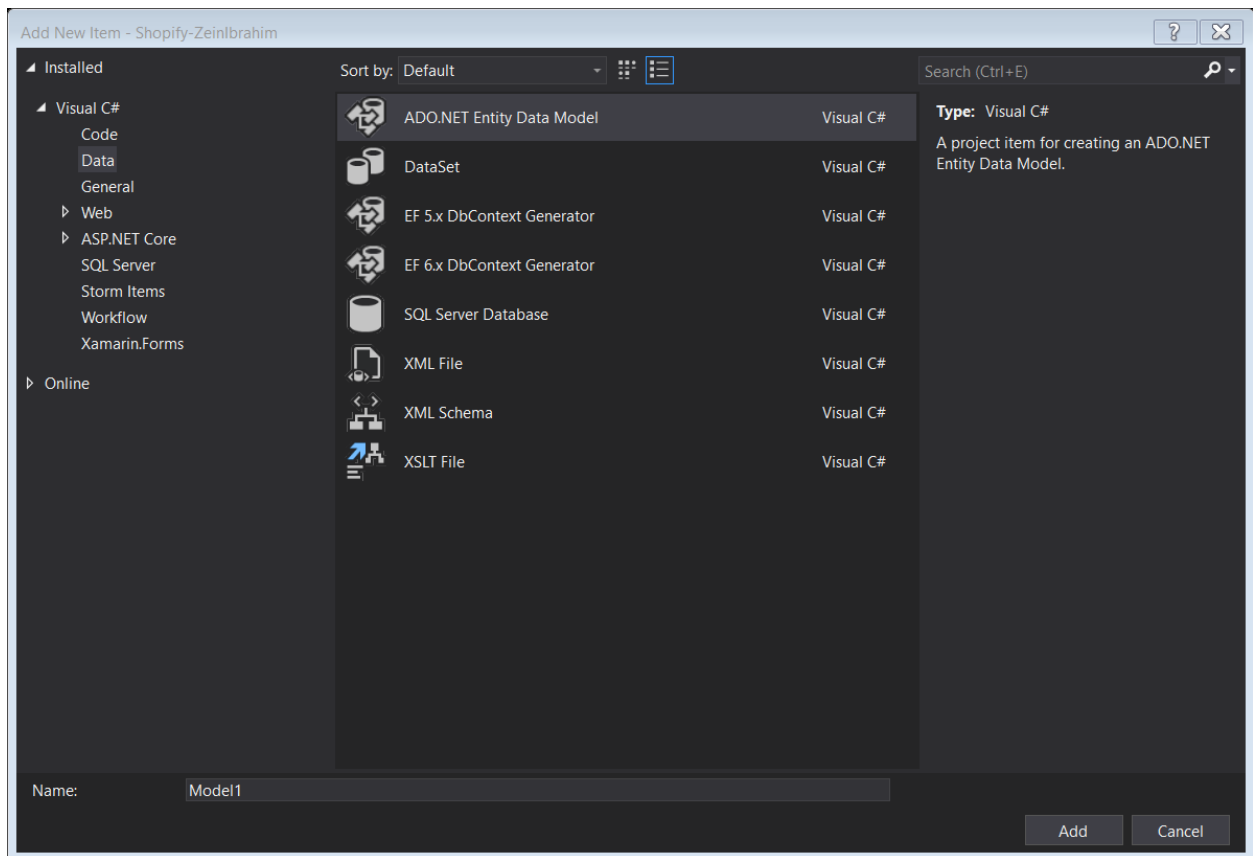 Add New Item - Shopify-ZeinIbrahim
Installed
Visual C#
Code
Data
General
Web
ASP.NET Core
SQL Server
Storm Items
Workflow
Xamarin.Forms
Online
Sort by: Default
ADO.NET Entity Data Model Visual C#
DataSet Visual C#
EF 5.x DbContext Generator Visual C#
EF 6.x DbContext Generator Visual C#
SQL Server Database Visual C#
XML File Visual C#
XML Schema Visual C#
XSLT File Visual C#
Search (Ctrl+E)
Type: Visual C#
A project item for creating an ADO.NET
Entity Data Model.
Name: Model1
Add Cancel